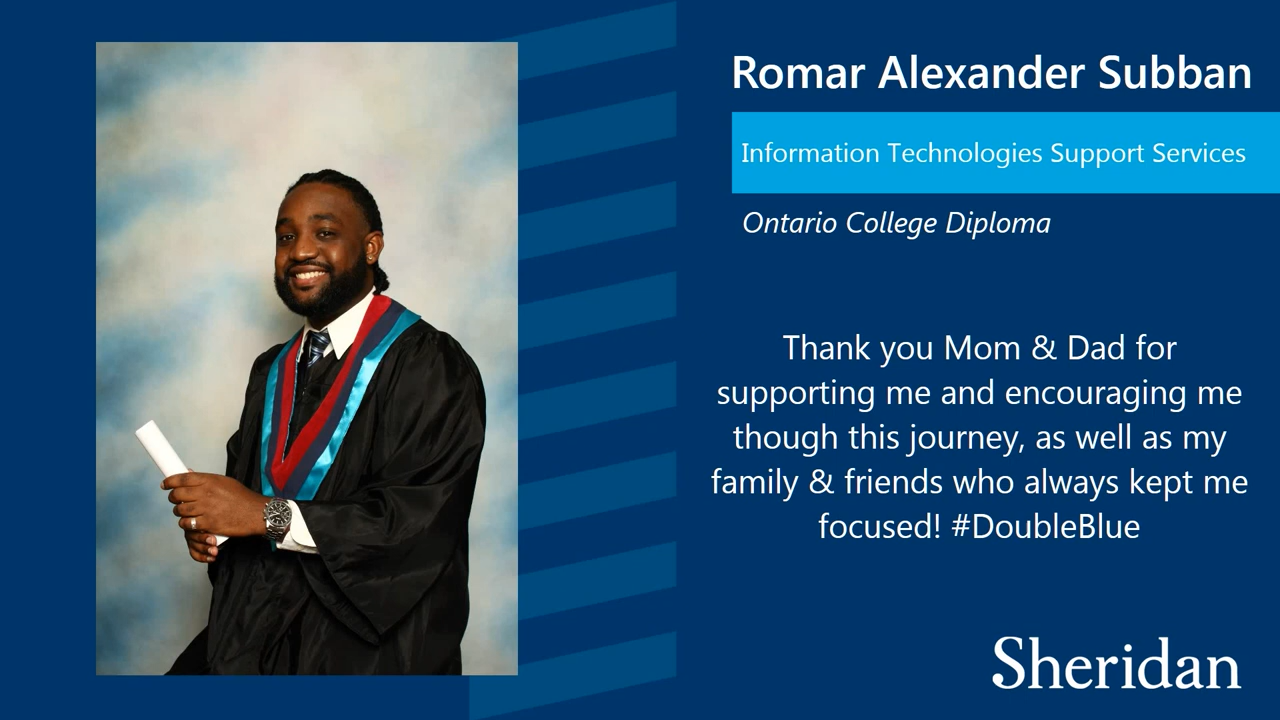 Romar Alexander Subban
Information Technologies Support Services
Ontario College Diploma
Thank you Mom & Dad for
supporting me and encouraging me
though this journey, as well as my
family & friends who always kept me
focused! #DoubleBlue
Sheridan